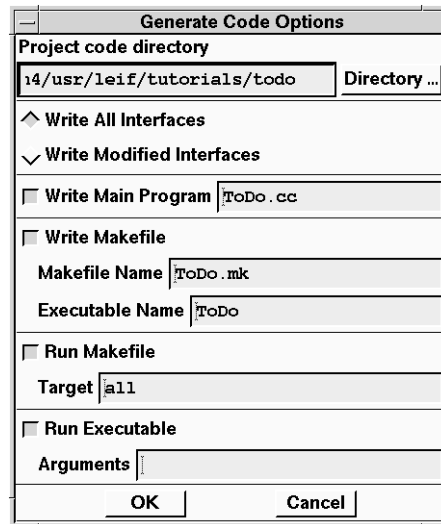 Generate Code Options
Project code directory
14/usr/leif/tutorials/todo Directory ...
Write All Interfaces
Write Modified Interfaces
Write Main Program ToDo.cc
Write Makefile
Makefile Name ToDo.mk
Executable Name ToDo
Run Makefile
Target all
Run Executable
Arguments
OK Cancel